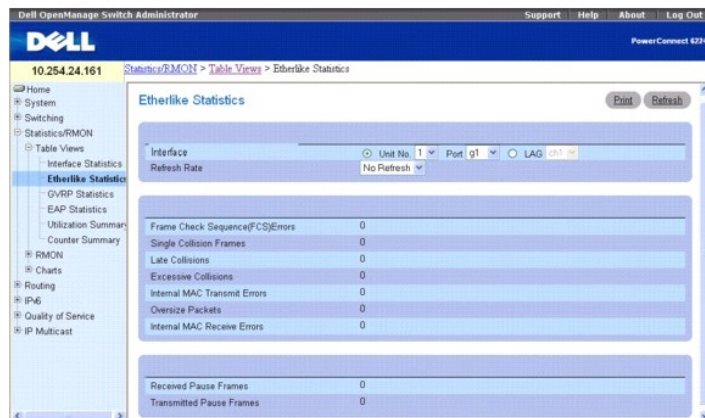 Dell OpenManage Switch Administrator Support Help About Log Out
DELL
PowerConnect 622
10.254.24.161
Statistics/RMON > Table Views > Etherlike Statistics
Home
System
Switching
Statistics/RMON
Table Views
Interface Statistics
Etherlike Statistics
GVRP Statistics
EAP Statistics
Utilization Summary
Counter Summary
RMON
Charts
Routing
IPv6
Quality of Service
IP Multicast
Etherlike Statistics
Print Refresh
Interface Unit No. 1 Port g1 LAG ch1
Refresh Rate No Refresh
Frame Check Sequence(FCS)Errors 0
Single Collision Frames 0
Late Collisions 0
Excessive Collisions 0
Internal MAC Transmit Errors 0
Oversize Packets 0
Internal MAC Receive Errors 0
Received Pause Frames 0
Transmitted Pause Frames 0